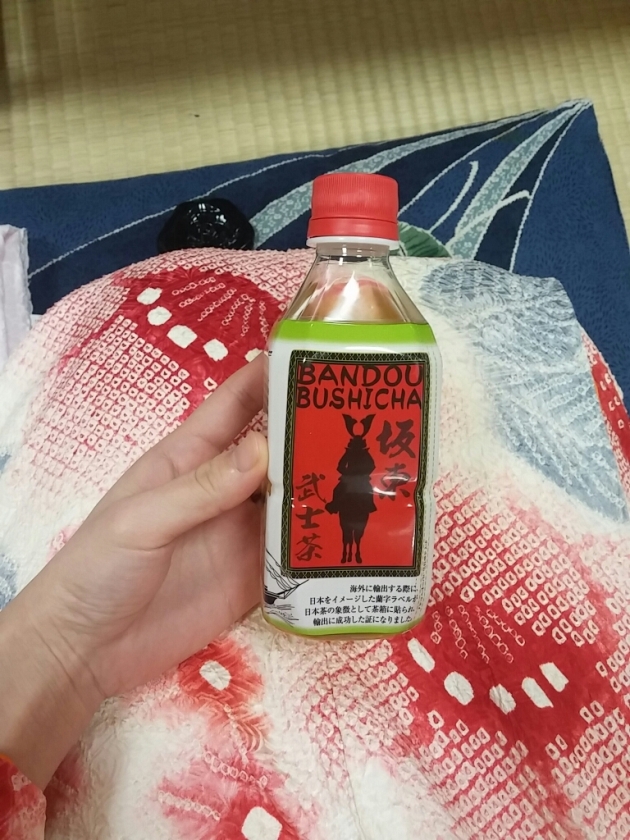 BANDOU
BUSHICHA
坂東
武士茶
海外に輸出する際に、
日本をイメージした蘭字ラベルが
日本茶の象徴として茶箱に貼られ、
輸出に成功した証になりました。